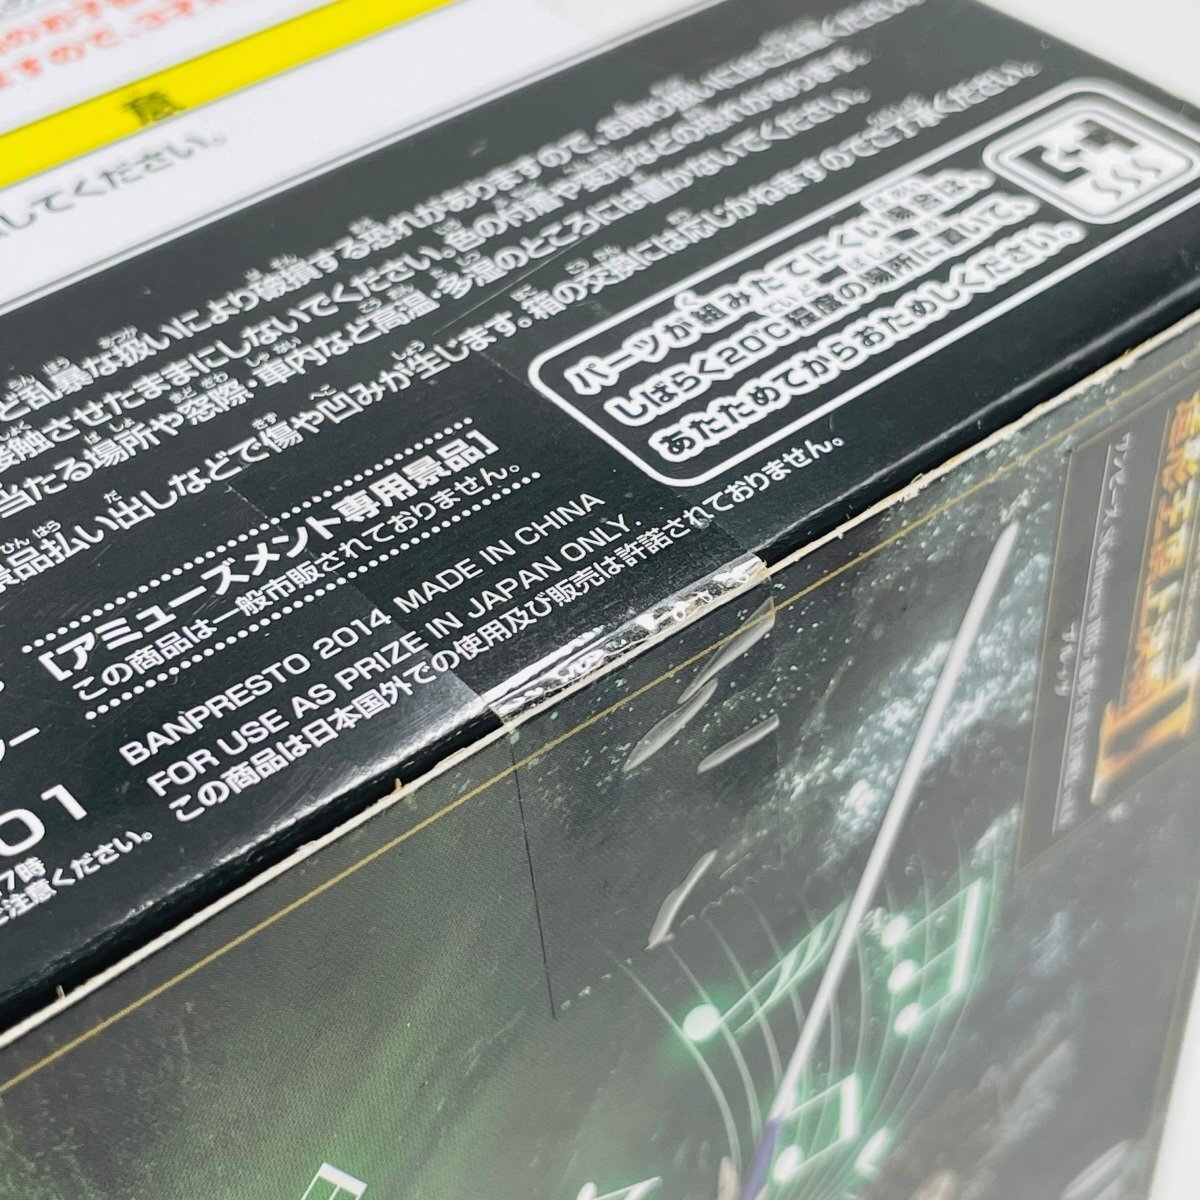 意
してください。
乱暴な扱いにより破損する恐れがありますので、お取り扱いにはご注意くださ
接触させたままにしないでください。色の付着や変形などの恐れがあります。
当たる場所や窓際・車内など高温・多湿のところには置かないでください。
景品払い出しなどで傷や凹みが生じます。箱の交換には応じかねますのでご了承ください。
パーツが組みたてにくい場合は、
しばらく20℃程度の場所に置いて、
あたためてからおためしください。
[アミューズメント専用景品]
この商品は一般市販されておりません。
BANPRESTO 2014 MADE IN CHINA
FOR USE AS PRIZE IN JAPAN ONLY.
この商品は日本国外での使用及び販売は許諾されておりません。
01
7時
ご注意ください。